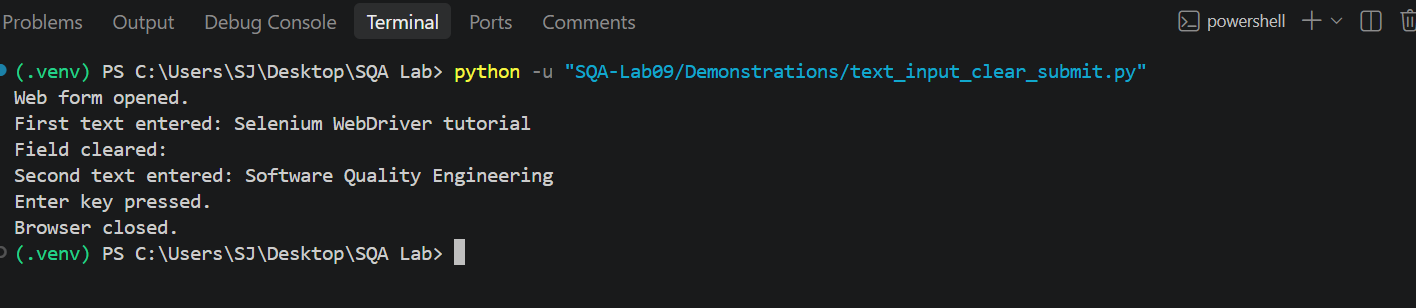 Problems Output Debug Console Terminal Ports Comments powershell
(.venv) PS C:\Users\SJ\Desktop\SQA Lab> python -u "SQA-Lab09/Demonstrations/text_input_clear_submit.py"
Web form opened.
First text entered: Selenium WebDriver tutorial
Field cleared:
Second text entered: Software Quality Engineering
Enter key pressed.
Browser closed.
(.venv) PS C:\Users\SJ\Desktop\SQA Lab>